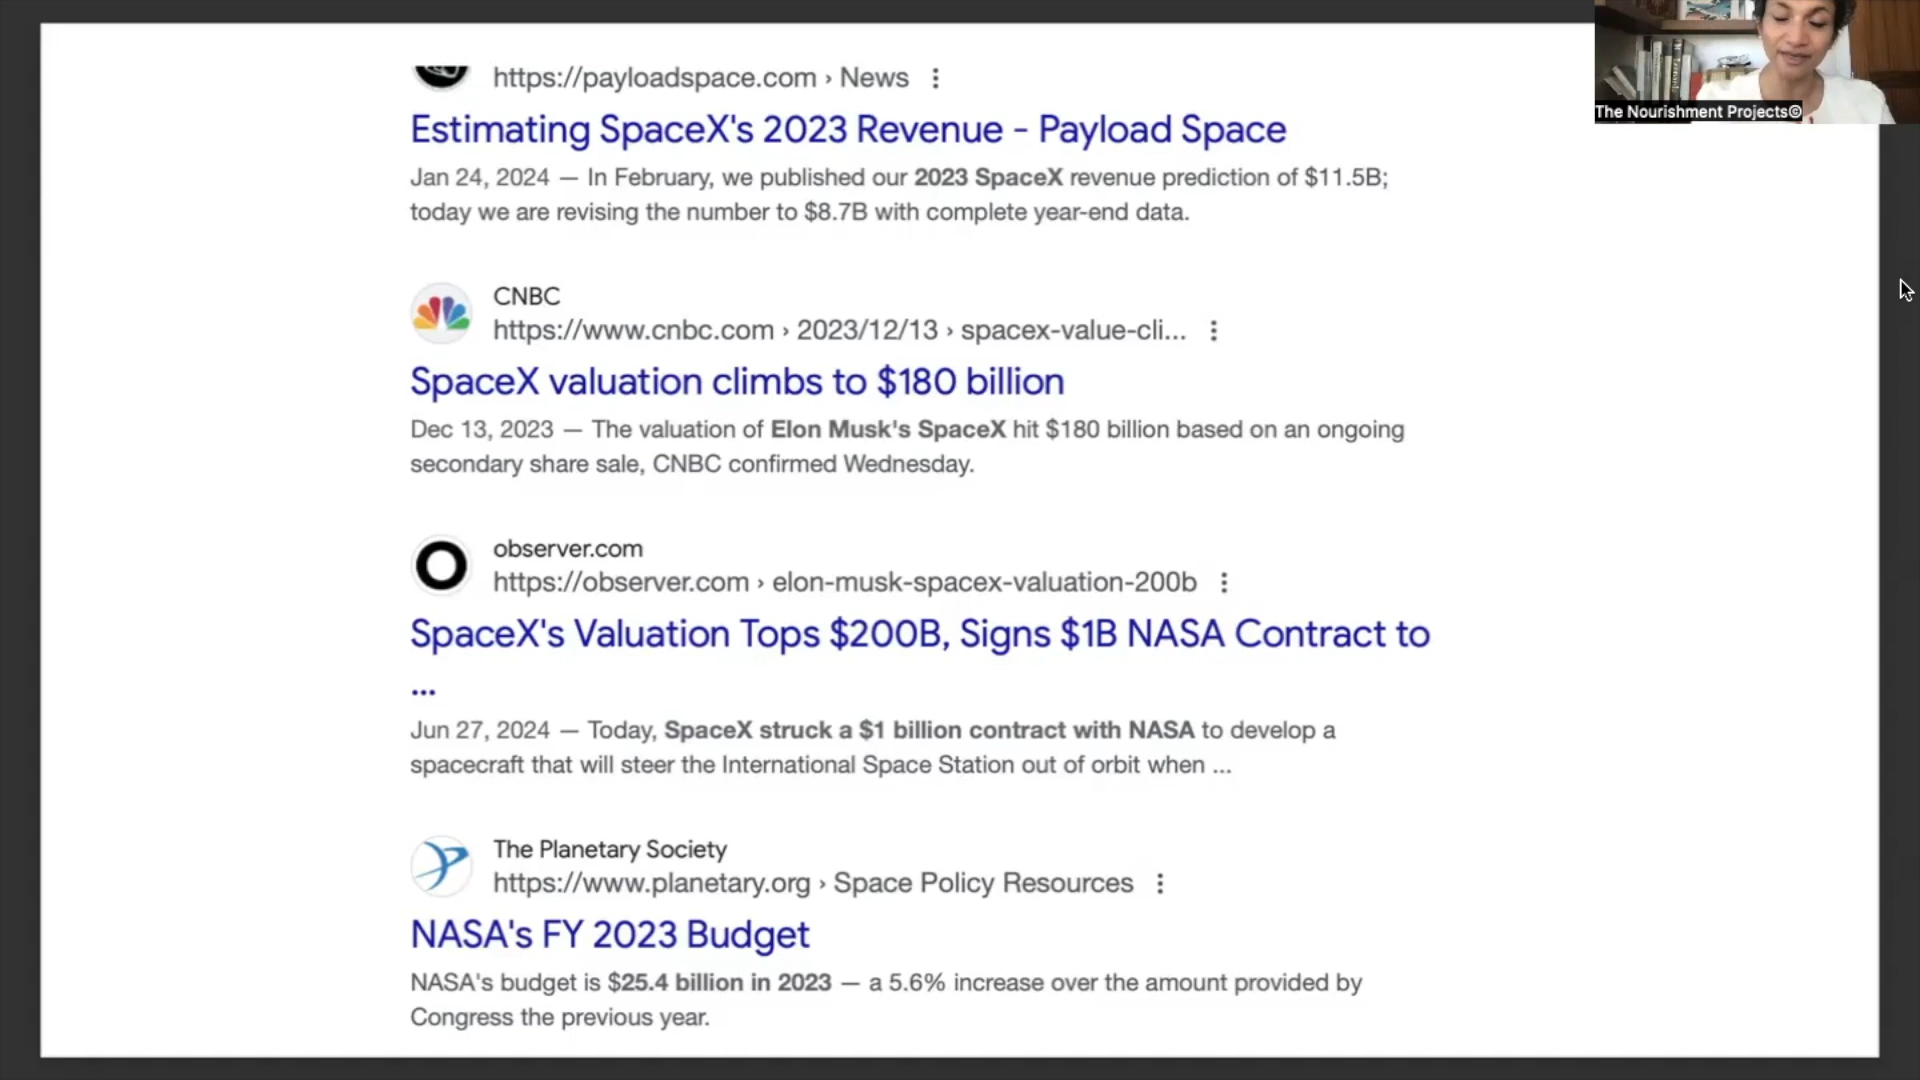 https://payloadspace.com › News
Estimating SpaceX's 2023 Revenue - Payload Space
Jan 24, 2024 — In February, we published our 2023 SpaceX revenue prediction of $11.5B;
today we are revising the number to $8.7B with complete year-end data.
CNBC
https://www.cnbc.com › 2023/12/13 › spacex-value-cli...
SpaceX valuation climbs to $180 billion
Dec 13, 2023 — The valuation of Elon Musk's SpaceX hit $180 billion based on an ongoing
secondary share sale, CNBC confirmed Wednesday.
observer.com
https://observer.com › elon-musk-spacex-valuation-200b
SpaceX's Valuation Tops $200B, Signs $1B NASA Contract to
...
Jun 27, 2024 — Today, SpaceX struck a $1 billion contract with NASA to develop a
spacecraft that will steer the International Space Station out of orbit when ...
The Planetary Society
https://www.planetary.org › Space Policy Resources
NASA's FY 2023 Budget
NASA's budget is $25.4 billion in 2023 — a 5.6% increase over the amount provided by
Congress the previous year.
The Nourishment Projects©